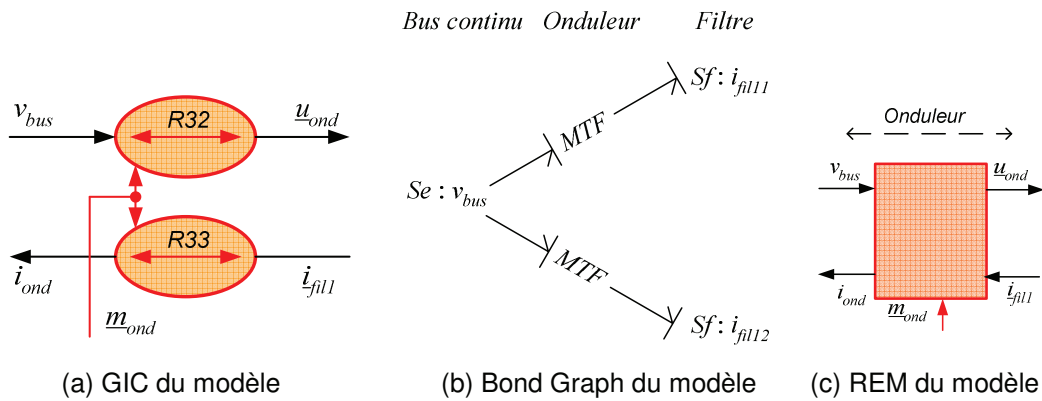 Bus continu Onduleur Filtre
v_bus R32 u_ond
R33
i_ond i_fil1
m_ond
Sf : i_fil11
MTF
Se : v_bus
MTF
Sf : i_fil12
Onduleur
v_bus u_ond
i_ond m_ond i_fil1
(a) GIC du modèle
(b) Bond Graph du modèle
(c) REM du modèle